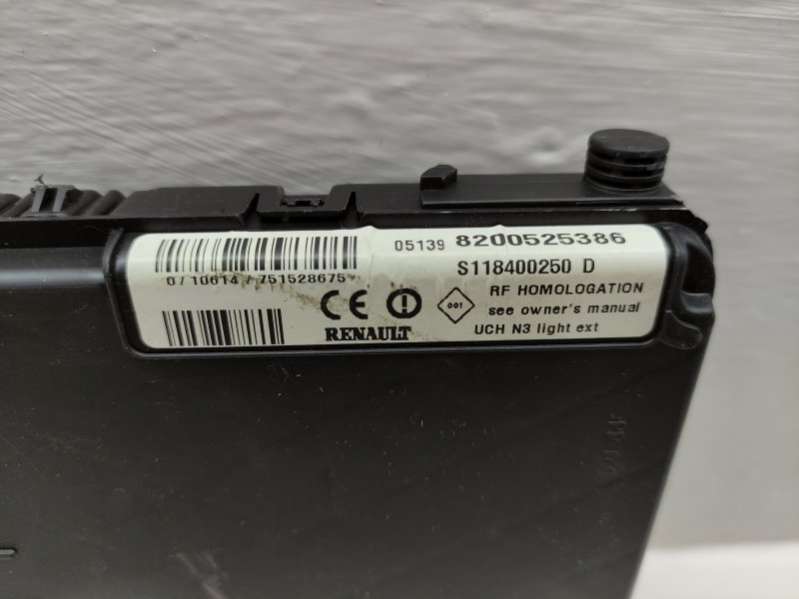 05139 8200525386
S118400250 D
RF HOMOLOGATION
see owner's manual
UCH N3 light ext
07 10614 / 751528675
CE
001
RENAULT